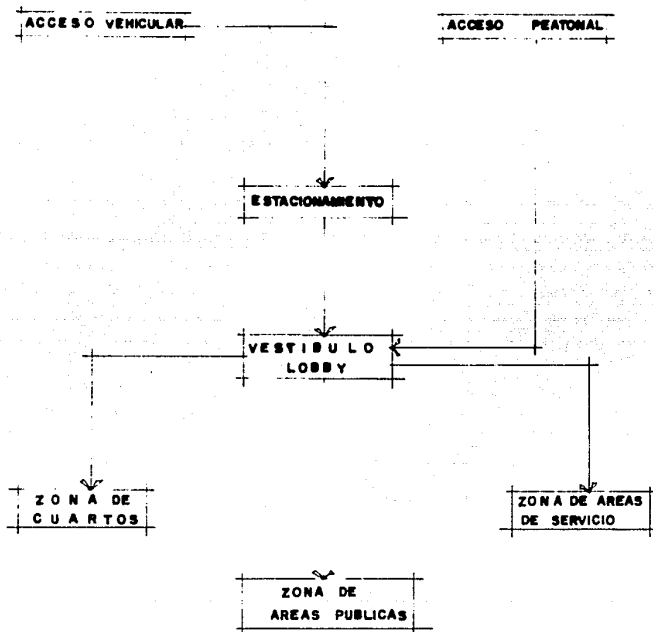 ACCESO VEHICULAR
ACCESO PEATONAL
ESTACIONAMIENTO
VESTIBULO
LOBBY
ZONA DE
CUARTOS
ZONA DE AREAS
DE SERVICIO
ZONA DE
AREAS PUBLICAS